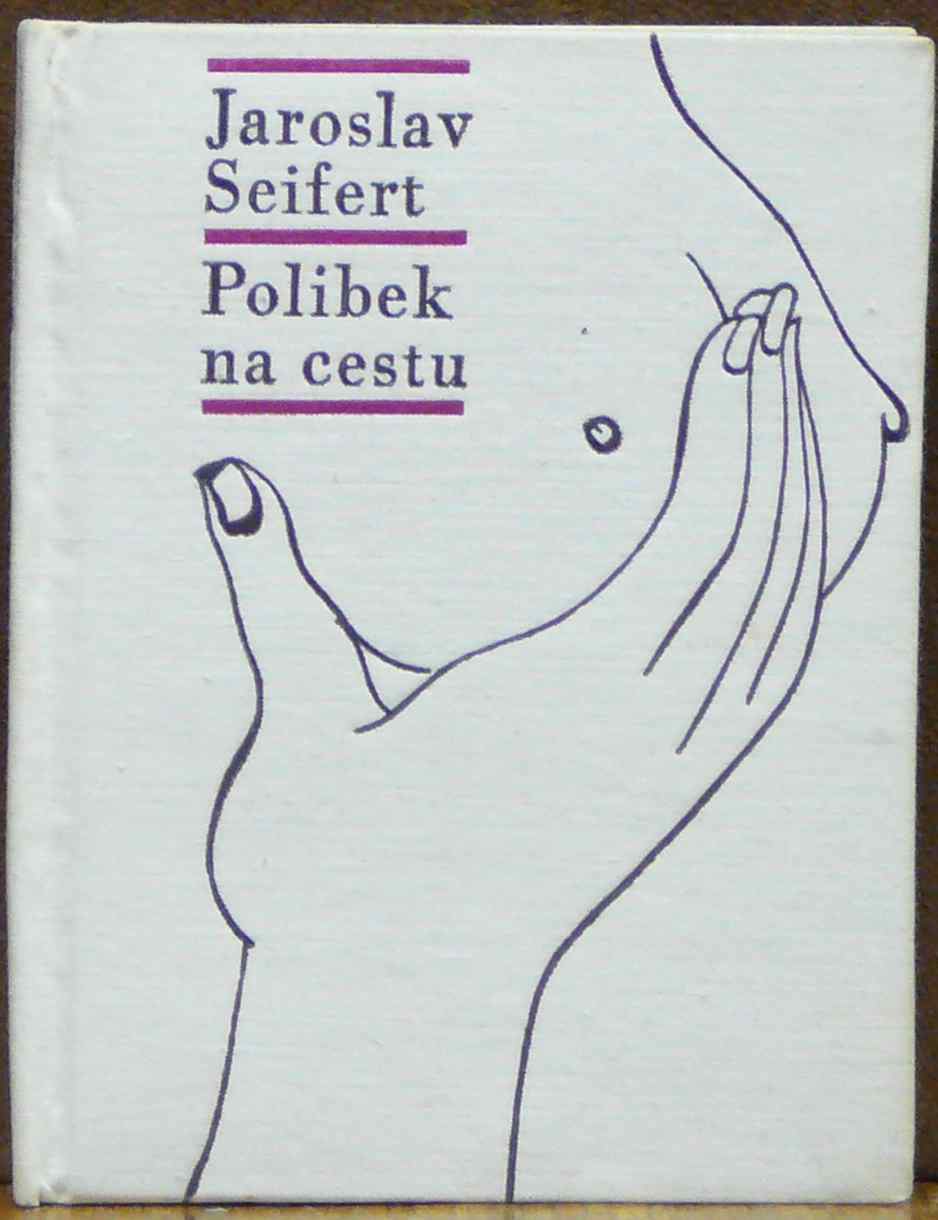 Jaroslav
Seifert
Polibek
na cestu